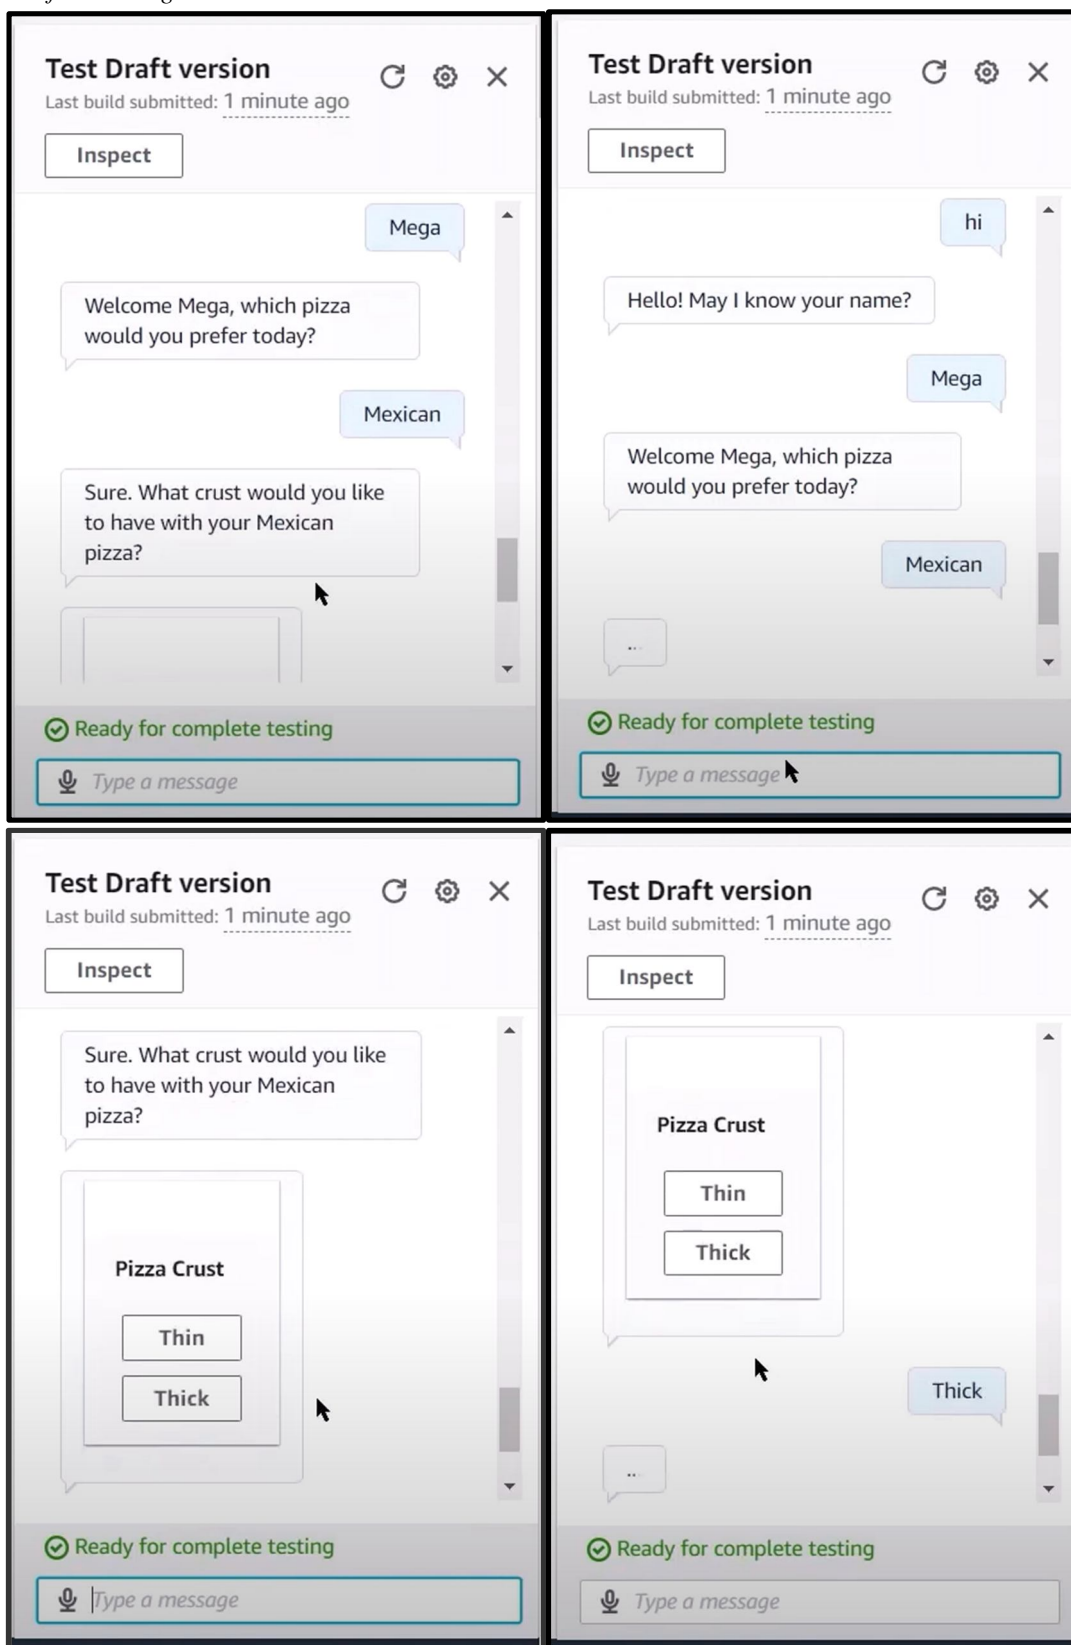 Test Draft version
Last build submitted: 1 minute ago
Inspect
Mega
Welcome Mega, which pizza
would you prefer today?
Mexican
Sure. What crust would you like
to have with your Mexican
pizza?
Ready for complete testing
Type a message
Test Draft version
Last build submitted: 1 minute ago
Inspect
hi
Hello! May I know your name?
Mega
Welcome Mega, which pizza
would you prefer today?
Mexican
...
Ready for complete testing
Type a message
Test Draft version
Last build submitted: 1 minute ago
Inspect
Sure. What crust would you like
to have with your Mexican
pizza?
Pizza Crust
Thin
Thick
Ready for complete testing
Type a message
Test Draft version
Last build submitted: 1 minute ago
Inspect
Pizza Crust
Thin
Thick
Thick
...
Ready for complete testing
Type a message